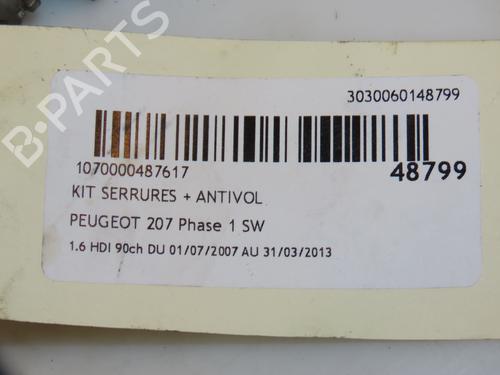 B-PARTS
3030060148799
1070000487617
48799
KIT SERRURES + ANTIVOL
PEUGEOT 207 Phase 1 SW
1.6 HDI 90ch DU 01/07/2007 AU 31/03/2013